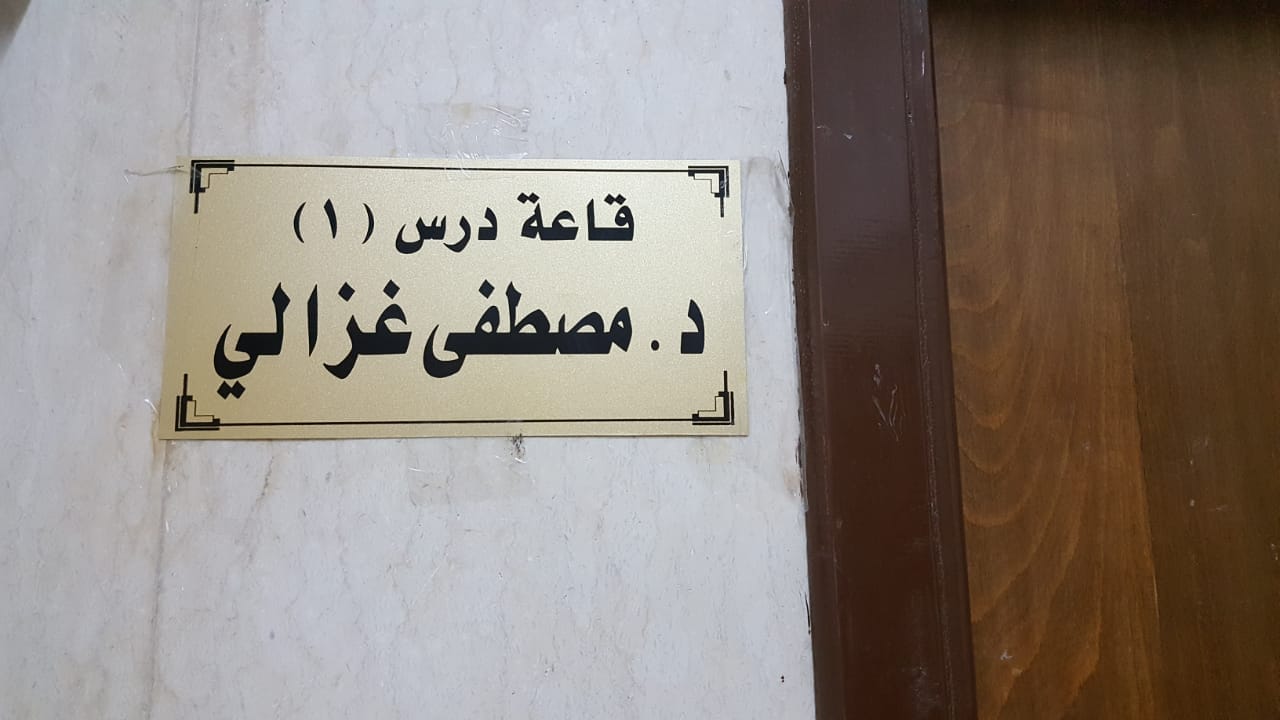 قاعة درس (١)
د. مصطفى غزالي